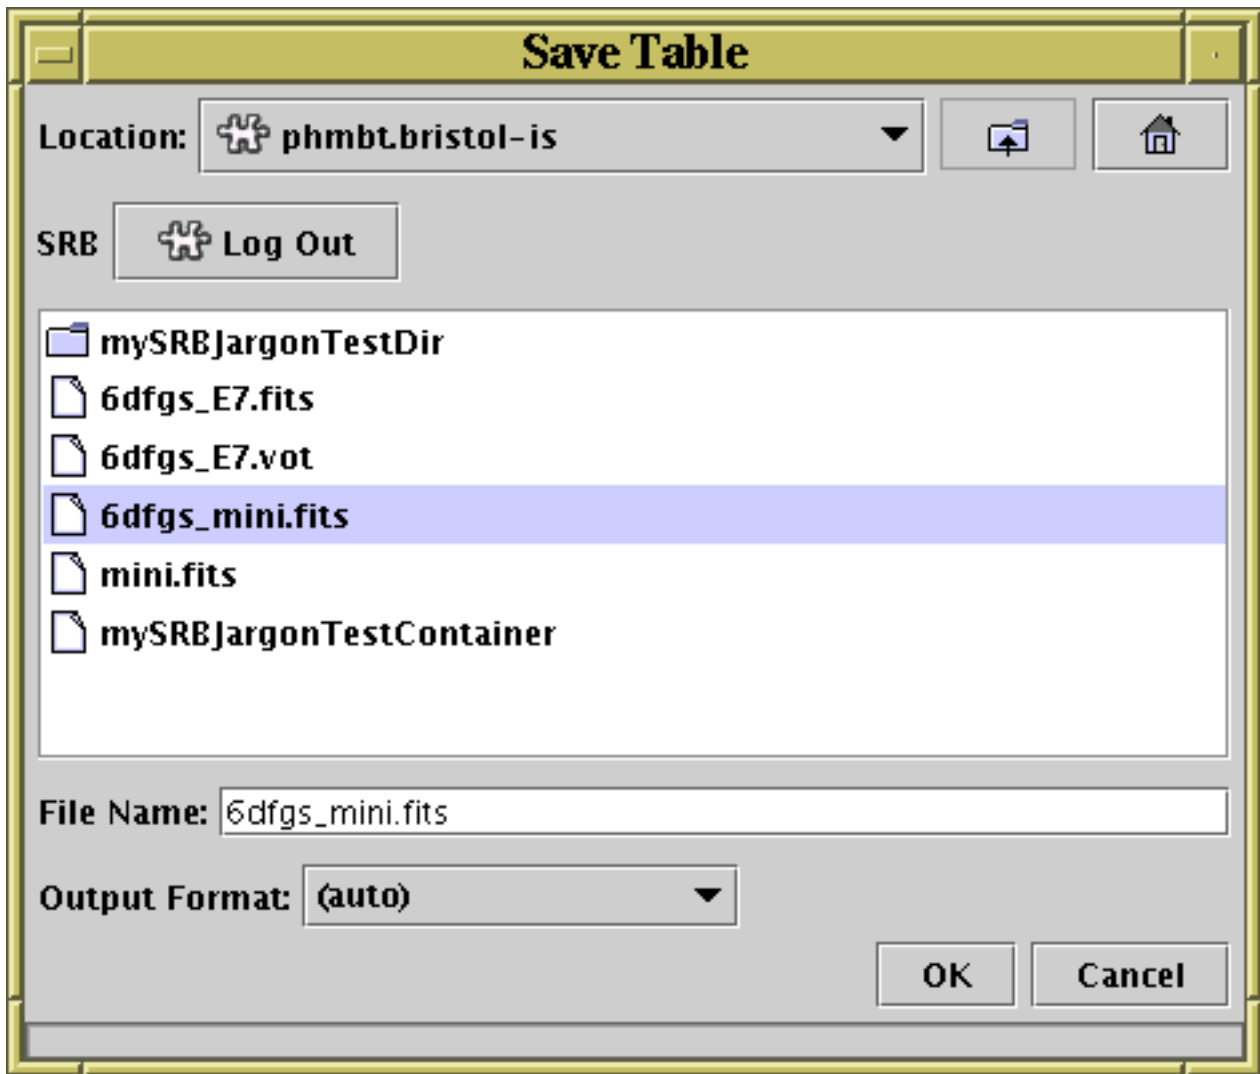 Save Table
Location: phmbt.bristol-is
SRB Log Out
mySRBJargonTestDir
6dfgs_E7.fits
6dfgs_E7.vot
6dfgs_mini.fits
mini.fits
mySRBJargonTestContainer
File Name: 6dfgs_mini.fits
Output Format: (auto)
OK Cancel